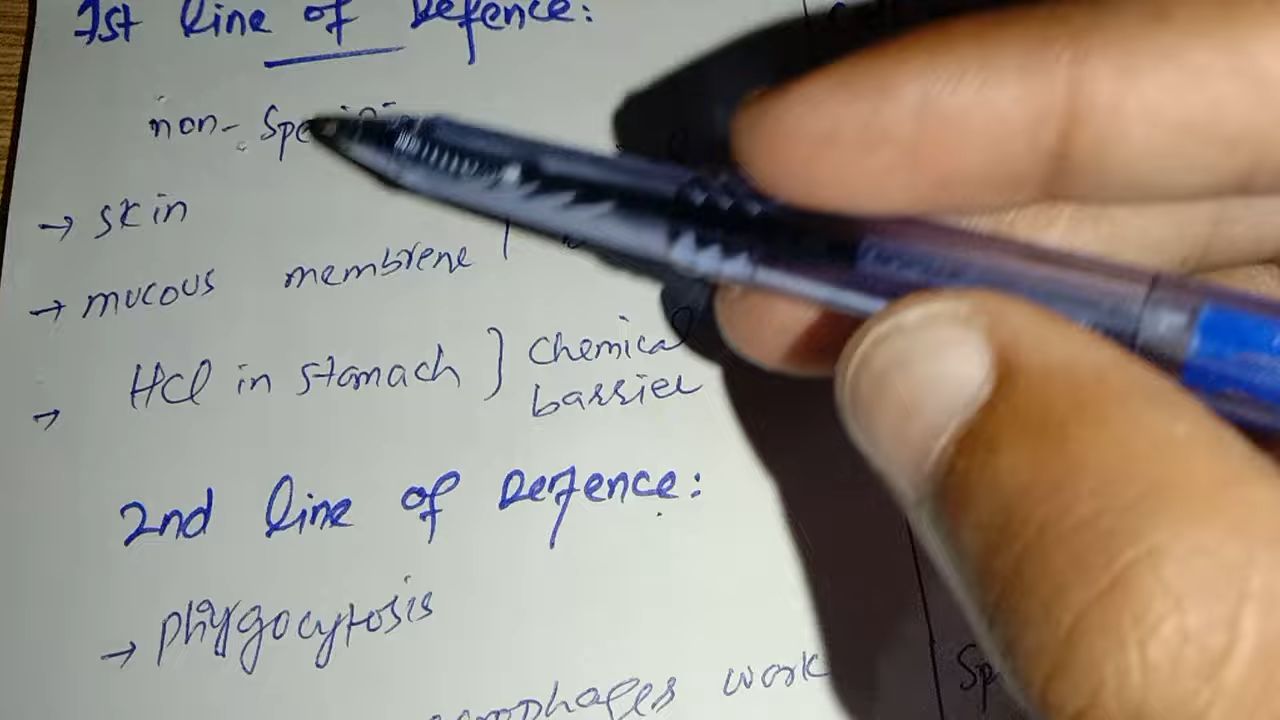 1st line of Defence:
non-
→ skin
→ mucous membrene
→ HCl in stomach } chemical
barrier
2nd line of Defence:
→ phygocytosis
work